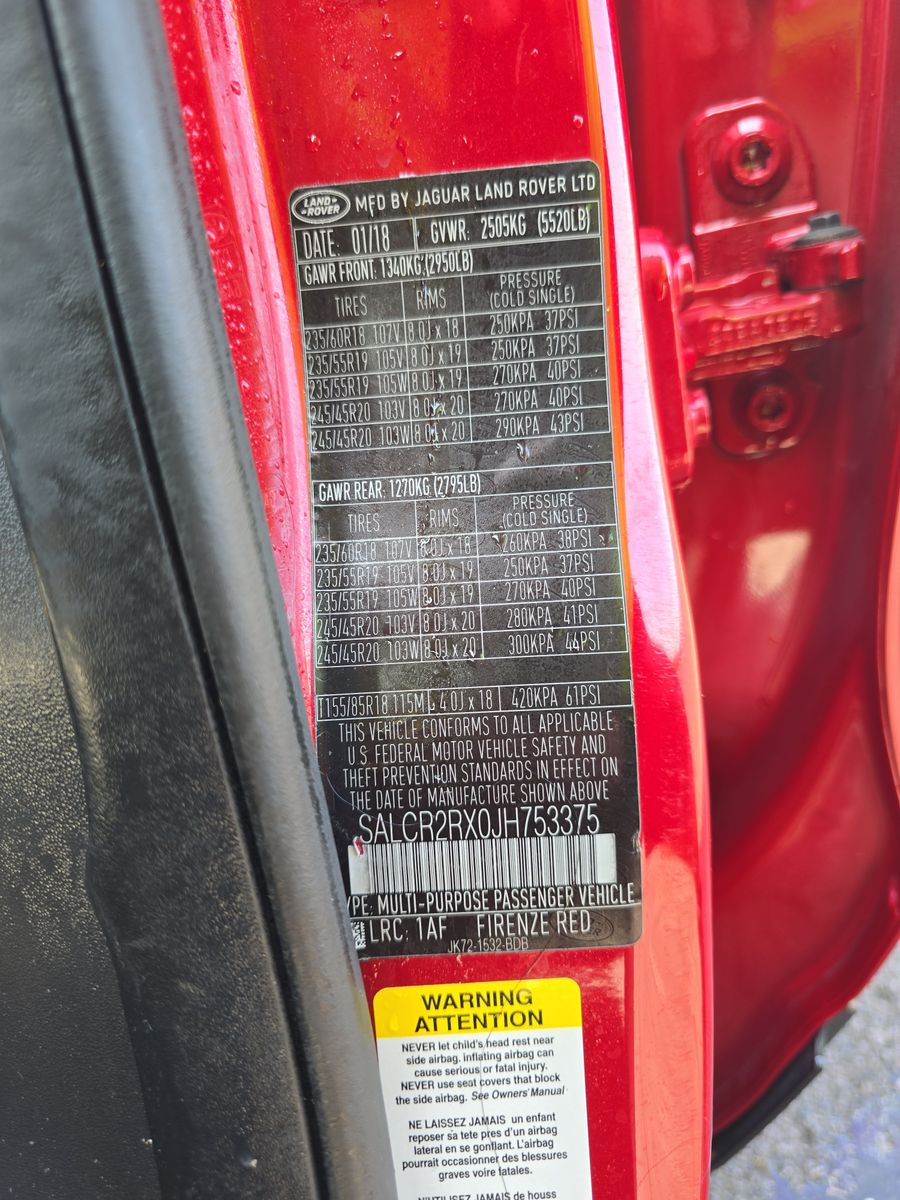 LAND-
-ROVER
MFD BY JAGUAR LAND ROVER LTD
DATE: 01/18 GVWR: 2505KG (5520LB)
GAWR FRONT: 1340KG (2950LB)
TIRES RIMS PRESSURE
(COLD SINGLE)
235/60R18 107V 8.0J x 18 250KPA 37PSI
235/55R19 105V 8.0J x 19 250KPA 37PSI
235/55R19 105W 8.0J x 19 270KPA 40PSI
245/45R20 103V 8.0J x 20 270KPA 40PSI
245/45R20 103W 8.0J x 20 290KPA 43PSI
GAWR REAR: 1270KG (2795LB)
TIRES RIMS PRESSURE
(COLD SINGLE)
235/60R18 107V 8.0J x 18 260KPA 38PSI
235/55R19 105V 8.0J x 19 250KPA 37PSI
235/55R19 105W 8.0J x 19 270KPA 40PSI
245/45R20 103V 8.0J x 20 280KPA 41PSI
245/45R20 103W 8.0J x 20 300KPA 44PSI
T155/85R18 115M 4.0J x 18 420KPA 61PSI
THIS VEHICLE CONFORMS TO ALL APPLICABLE
U.S. FEDERAL MOTOR VEHICLE SAFETY AND
THEFT PREVENTION STANDARDS IN EFFECT ON
THE DATE OF MANUFACTURE SHOWN ABOVE
SALCR2RX0JH753375
YPE: MULTI-PURPOSE PASSENGER VEHICLE
LRC: 1AF FIRENZE RED
JK72-1532-BDB
WARNING
ATTENTION
NEVER let child's head rest near
side airbag. inflating airbag can
cause serious or fatal injury.
NEVER use seat covers that block
the side airbag. See Owners' Manual
NE LAISSEZ JAMAIS un enfant
reposer sa tete pres d'un airbag
lateral en se gonflant. L'airbag
pourrait occasionner des blessures
graves voire fatales.
N'UTILISEZ JAMAIS de houss